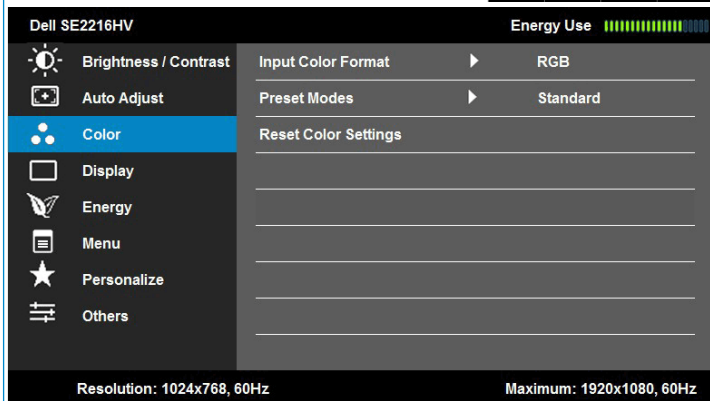 Dell SE2216HV Energy Use
Brightness / Contrast Input Color Format RGB
Auto Adjust Preset Modes Standard
Color Reset Color Settings
Display
Energy
Menu
Personalize
Others
Resolution: 1024x768, 60Hz Maximum: 1920x1080, 60Hz